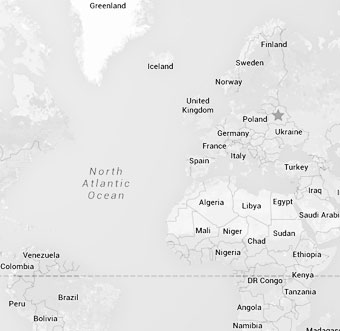 Greenland
Finland
Iceland
Sweden
Norway
United
Kingdom
Poland
Germany
Ukraine
France
Italy
Spain
Turkey
North
Atlantic
Ocean
Iraq
Algeria
Libya
Egypt
Saudi Arabi
Mali
Niger
Sudan
Chad
Nigeria
Ethiopia
Venezuela
Colombia
Kenya
DR Congo
Tanzania
Peru
Brazil
Angola
Bolivia
Namibia
Madagas